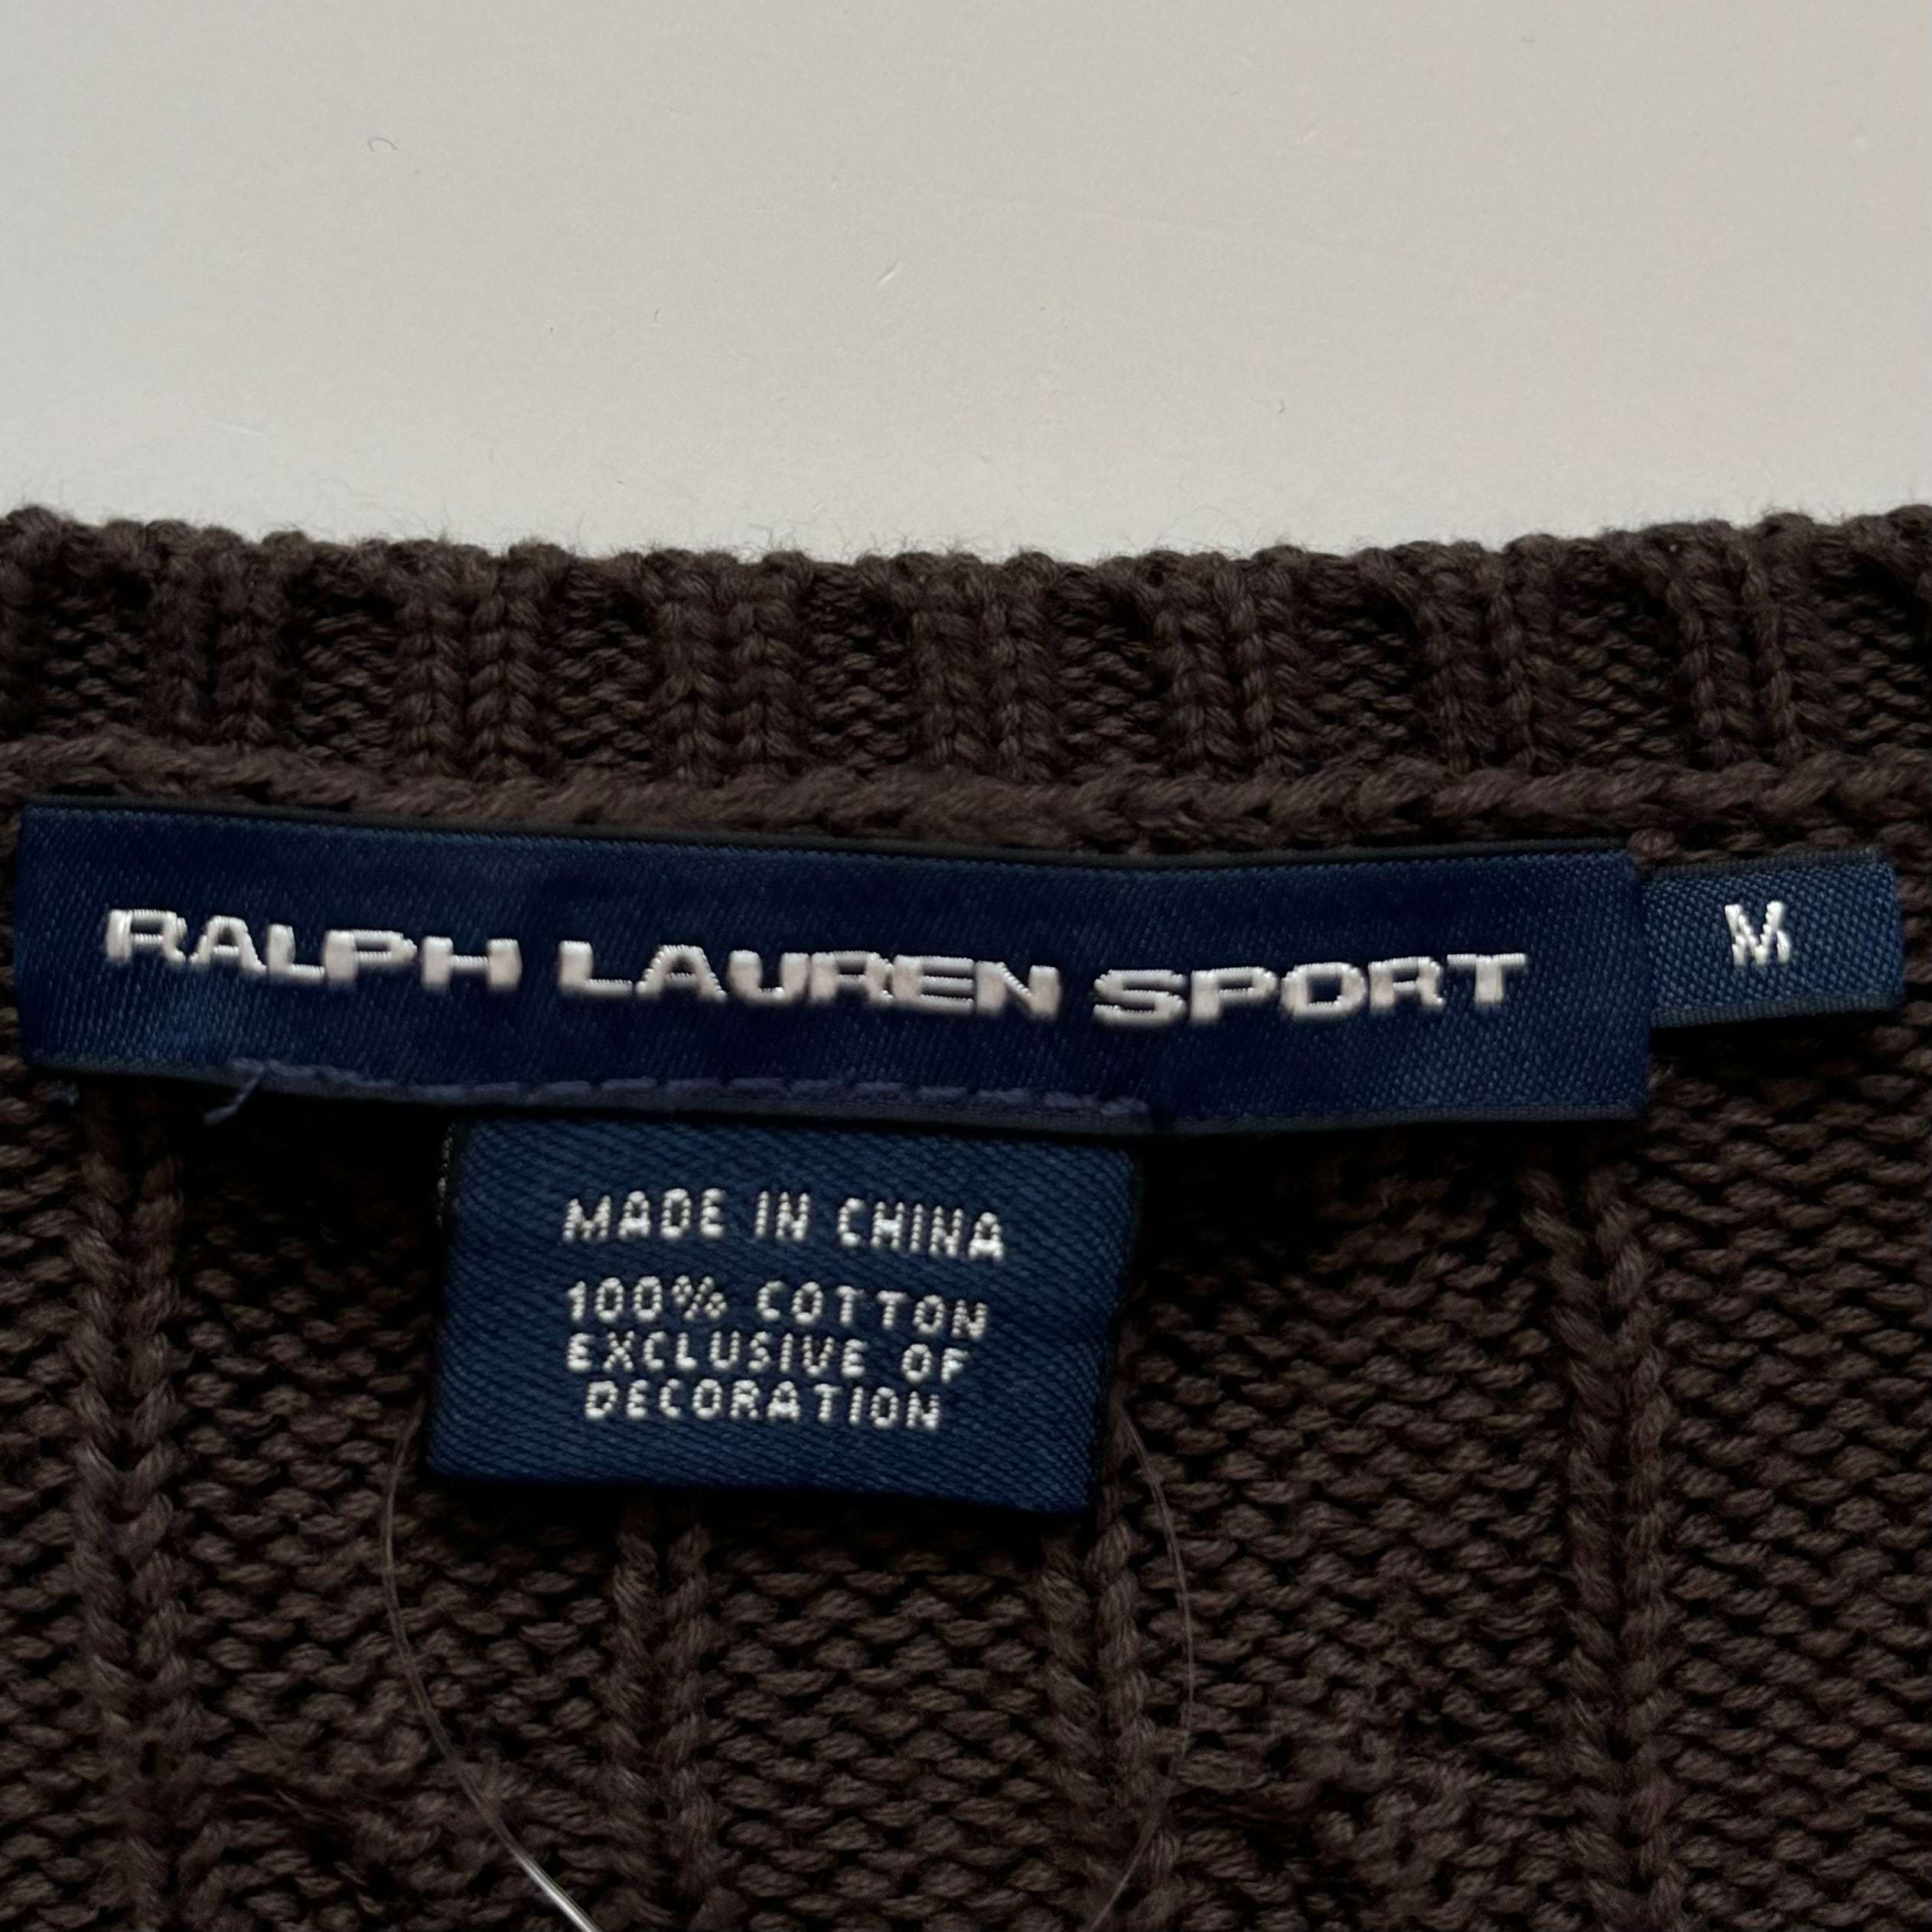 RALPH LAUREN SPORT
M
MADE IN CHINA
100% COTTON
EXCLUSIVE OF
DECORATION